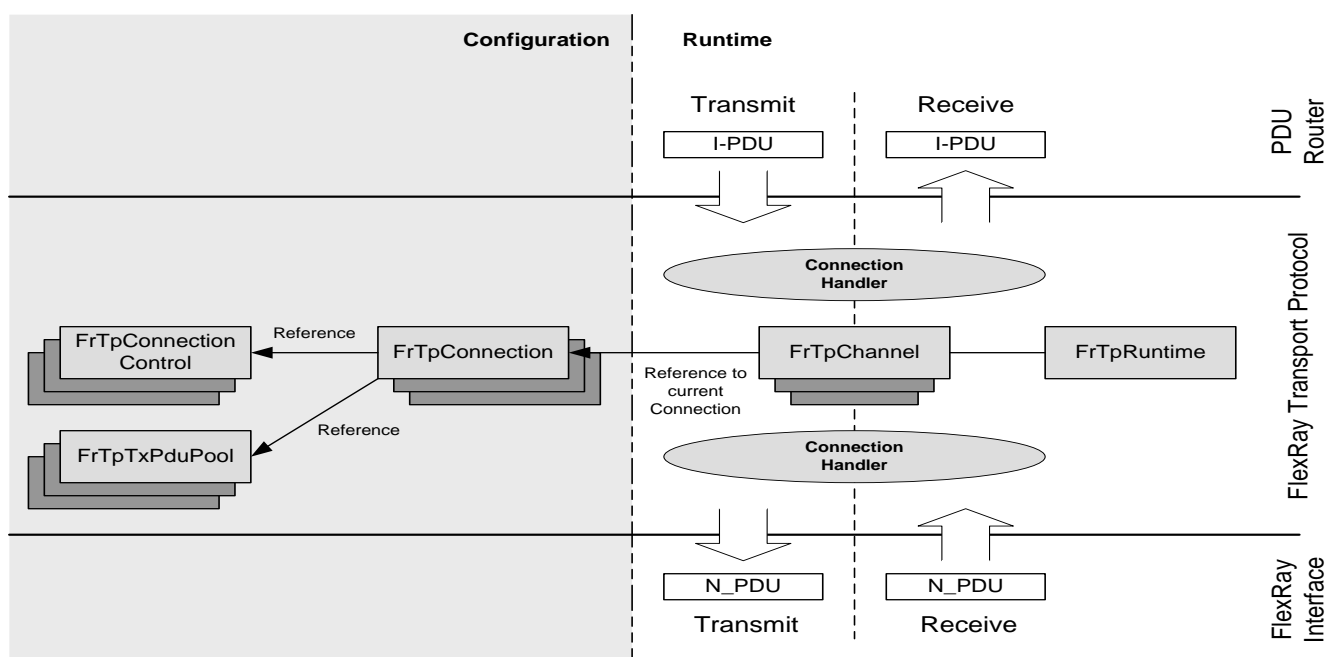 Configuration
Runtime
Transmit
Receive
I-PDU
I-PDU
PDU
Router
Connection
Handler
FrTpConnection
Control
Reference
FrTpConnection
Reference to
current
Connection
FrTpChannel
FrTpRuntime
Reference
FrTpTxPduPool
Connection
Handler
FlexRay Transport Protocol
N_PDU
N_PDU
Transmit
Receive
FlexRay
Interface